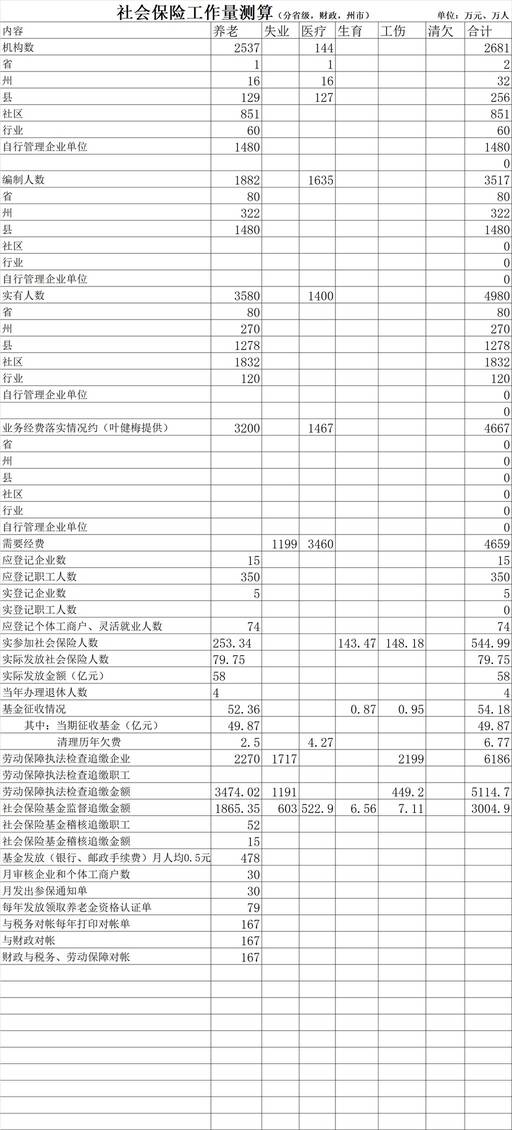 社会保险工作量测算（分省级，财政，州市） 单位：万元、万人
内容 养老 失业 医疗 生育 工伤 清欠 合计
机构数 2537 144 2681
省 1 1 2
州 16 16 32
县 129 127 256
社区 851 851
行业 60 60
自行管理企业单位 1480 1480
0
编制人数 1882 1635 3517
省 80 80
州 322 322
县 1480 1480
社区 0
行业 0
自行管理企业单位 0
实有人数 3580 1400 4980
省 80 80
州 270 270
县 1278 1278
社区 1832 1832
行业 120 120
自行管理企业单位 0
0
业务经费落实情况约（叶健梅提供） 3200 1467 4667
省 0
州 0
县 0
社区 0
行业 0
自行管理企业单位 0
需要经费 1199 3460 4659
应登记企业数 15 15
应登记职工人数 350 350
实登记企业数 5 5
实登记职工人数 0
应登记个体工商户、灵活就业人数 74 74
实参加社会保险人数 253.34 143.47 148.18 544.99
实际发放社会保险人数 79.75 79.75
实际发放金额（亿元） 58 58
当年办理退休人数 4 4
基金征收情况 52.36 0.87 0.95 54.18
其中：当期征收基金（亿元） 49.87 49.87
清理历年欠费 2.5 4.27 6.77
劳动保障执法检查追缴企业 2270 1717 2199 6186
劳动保障执法检查追缴职工
劳动保障执法检查追缴金额 3474.02 1191 449.2 5114.7
社会保险基金监督追缴金额 1865.35 603 522.9 6.56 7.11 3004.9
社会保险基金稽核追缴职工 52
社会保险基金稽核追缴金额 15
基金发放（银行、邮政手续费）月人均0.5元 478
月审核企业和个体工商户数 30
月发出参保通知单 30
每年发放领取养老金资格认证单 79
与税务对帐每年打印对帐单 167
与财政对帐 167
财政与税务、劳动保障对帐 167